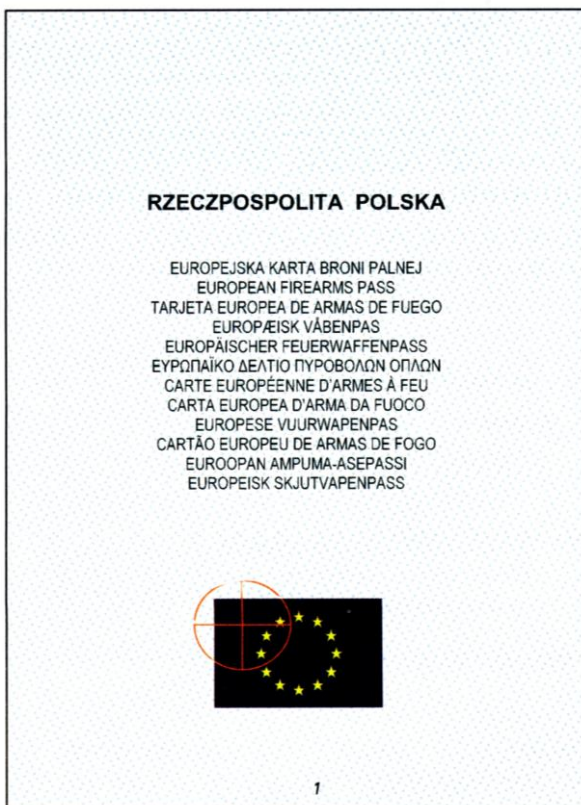 RZECZPOSPOLITA POLSKA
EUROPEJSKA KARTA BRONI PALNEJ
EUROPEAN FIREARMS PASS
TARJETA EUROPEA DE ARMAS DE FUEGO
EUROPÆISK VÅBENPAS
EUROPÄISCHER FEUERWAFFENPASS
ΕΥΡΩΠΑΪΚΟ ΔΕΛΤΙΟ ΠΥΡΟΒΟΛΩΝ ΟΠΛΩΝ
CARTE EUROPÉENNE D'ARMES À FEU
CARTA EUROPEA D'ARMA DA FUOCO
EUROPESE VUURWAPENPAS
CARTÃO EUROPEU DE ARMAS DE FOGO
EUROOPAN AMPUMA-ASEPASSI
EUROPEISK SKJUTVAPENPASS
1